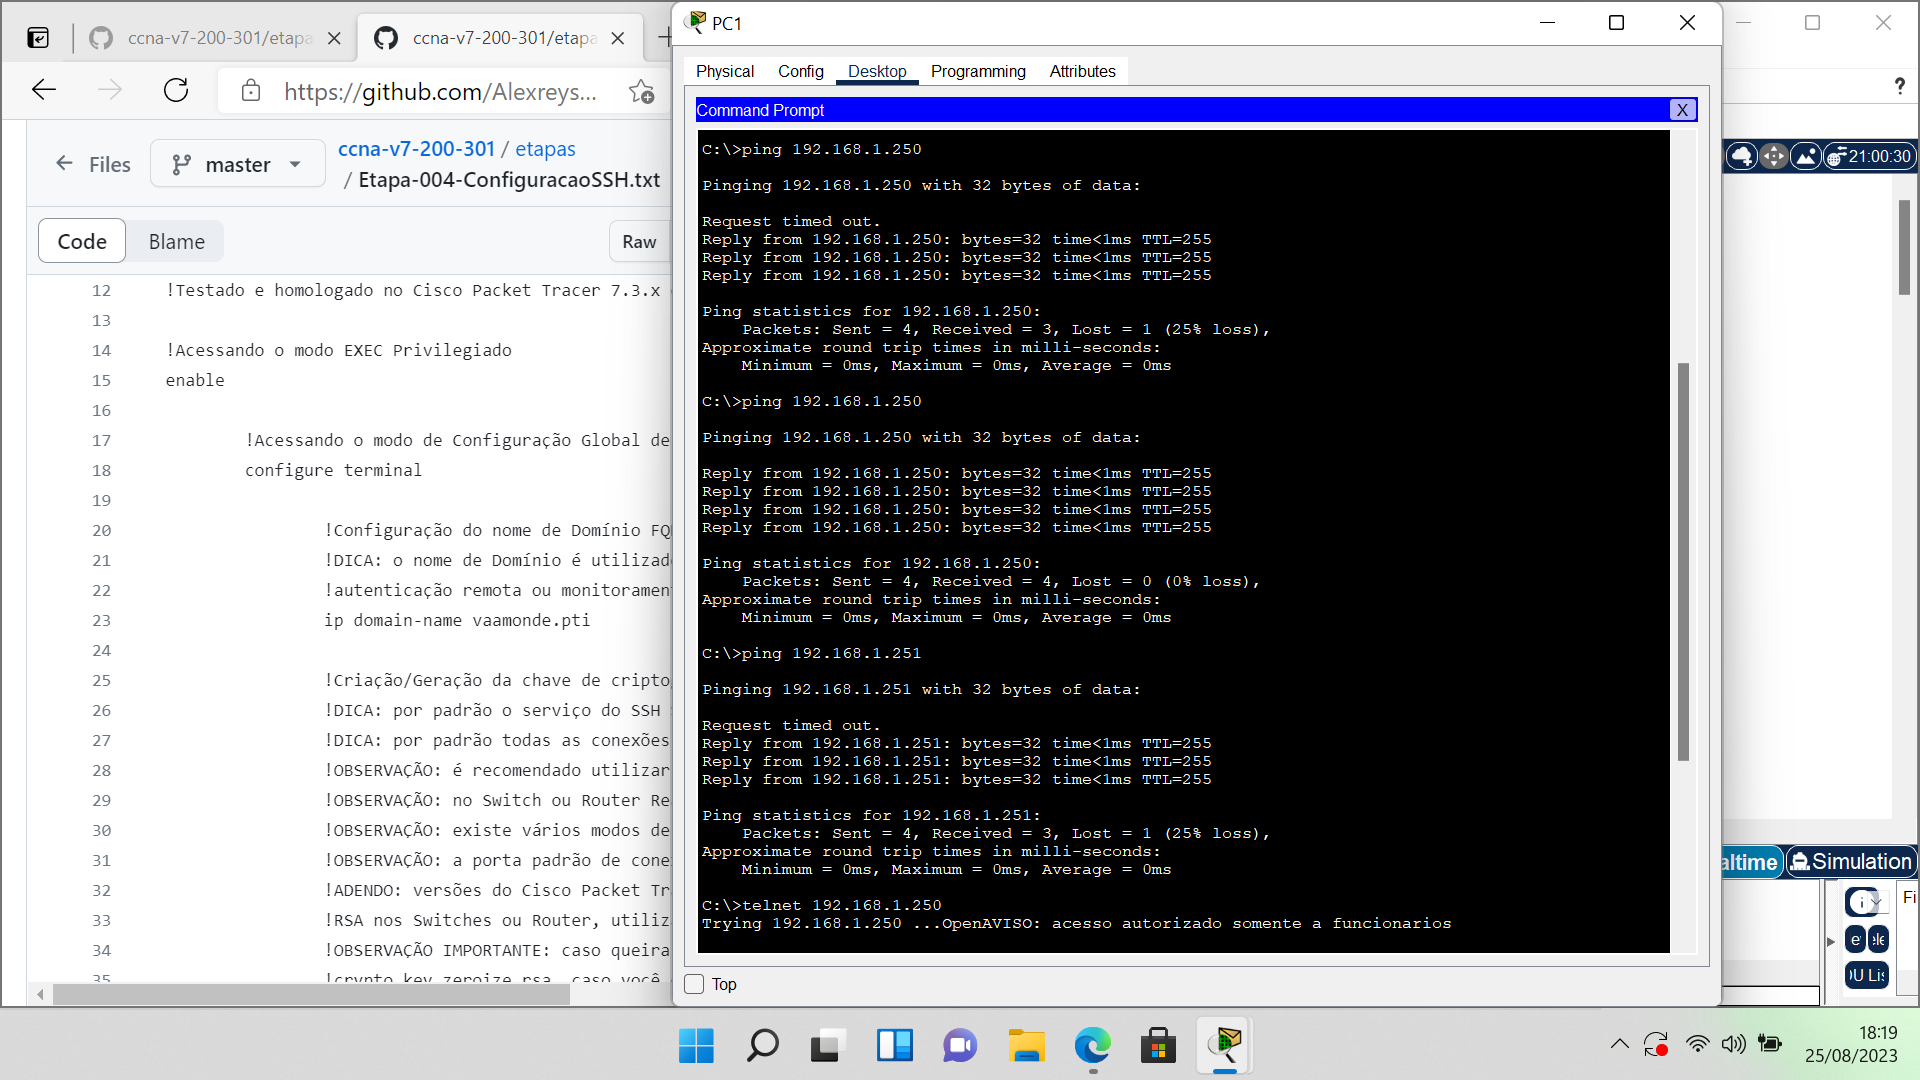 ccna-v7-200-301/etapa
ccna-v7-200-301/etapa
https://github.com/Alexreys...
Files
master
ccna-v7-200-301 / etapas
/ Etapa-004-ConfiguracaoSSH.txt
Code
Blame
Raw
12 !Testado e homologado no Cisco Packet Tracer 7.3.x
13
14 !Acessando o modo EXEC Privilegiado
15 enable
16
17 !Acessando o modo de Configuração Global de
18 configure terminal
19
20 !Configuração do nome de Domínio FQ
21 !DICA: o nome de Domínio é utilizad
22 !autenticação remota ou monitoramen
23 ip domain-name vaamonde.pti
24
25 !Criação/Geração da chave de cripto
26 !DICA: por padrão o serviço do SSH
27 !DICA: por padrão todas as conexões
28 !OBSERVAÇÃO: é recomendado utilizar
29 !OBSERVAÇÃO: no Switch ou Router Re
30 !OBSERVAÇÃO: existe vários modos de
31 !OBSERVAÇÃO: a porta padrão de cone
32 !ADENDO: versões do Cisco Packet Tr
33 !RSA nos Switches ou Router, utiliz
34 !OBSERVAÇÃO IMPORTANTE: caso queira
35 !crypto key zeroize rsa, caso você
PC1
Physical
Config
Desktop
Programming
Attributes
Command Prompt
X
C:\>ping 192.168.1.250
Pinging 192.168.1.250 with 32 bytes of data:
Request timed out.
Reply from 192.168.1.250: bytes=32 time<1ms TTL=255
Reply from 192.168.1.250: bytes=32 time<1ms TTL=255
Reply from 192.168.1.250: bytes=32 time<1ms TTL=255
Ping statistics for 192.168.1.250:
Packets: Sent = 4, Received = 3, Lost = 1 (25% loss),
Approximate round trip times in milli-seconds:
Minimum = 0ms, Maximum = 0ms, Average = 0ms
C:\>ping 192.168.1.250
Pinging 192.168.1.250 with 32 bytes of data:
Reply from 192.168.1.250: bytes=32 time<1ms TTL=255
Reply from 192.168.1.250: bytes=32 time<1ms TTL=255
Reply from 192.168.1.250: bytes=32 time<1ms TTL=255
Reply from 192.168.1.250: bytes=32 time<1ms TTL=255
Ping statistics for 192.168.1.250:
Packets: Sent = 4, Received = 4, Lost = 0 (0% loss),
Approximate round trip times in milli-seconds:
Minimum = 0ms, Maximum = 0ms, Average = 0ms
C:\>ping 192.168.1.251
Pinging 192.168.1.251 with 32 bytes of data:
Request timed out.
Reply from 192.168.1.251: bytes=32 time<1ms TTL=255
Reply from 192.168.1.251: bytes=32 time<1ms TTL=255
Reply from 192.168.1.251: bytes=32 time<1ms TTL=255
Ping statistics for 192.168.1.251:
Packets: Sent = 4, Received = 3, Lost = 1 (25% loss),
Approximate round trip times in milli-seconds:
Minimum = 0ms, Maximum = 0ms, Average = 0ms
C:\>telnet 192.168.1.250
Trying 192.168.1.250 ...OpenAVISO: acesso autorizado somente a funcionarios
Top
?
21:00:30
altime
Simulation
Fi
ele
OU Lis
18:19
25/08/2023